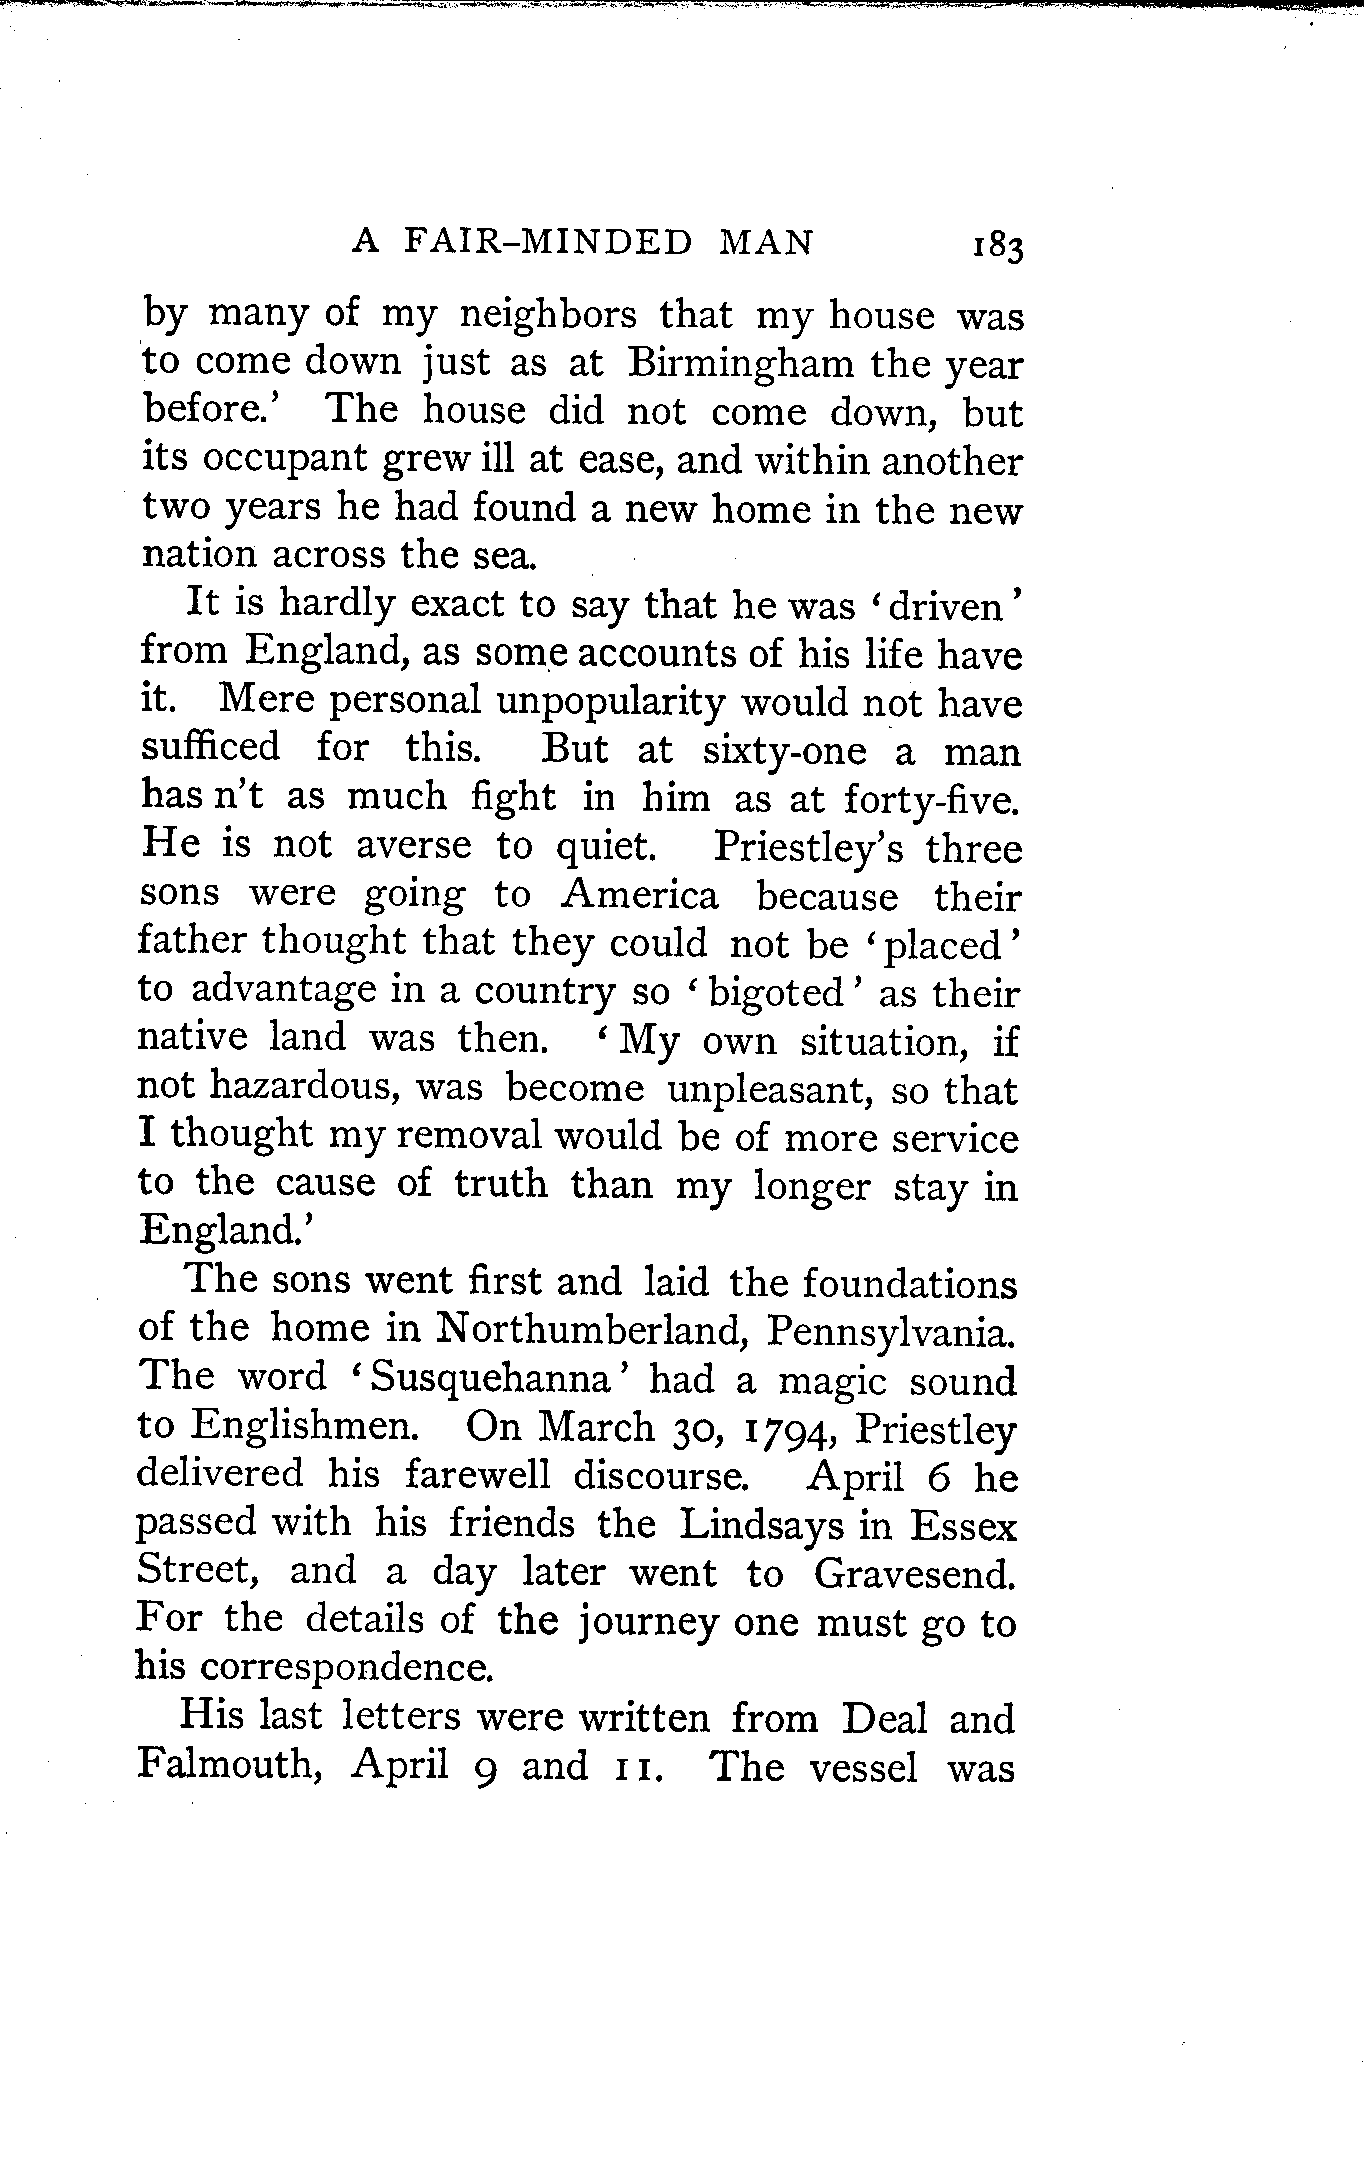 A FAIR-MINDED MAN 183
by many of my neighbors that my house was
to come down just as at Birmingham the year
before.' The house did not come down, but
its occupant grew ill at ease, and within another
two years he had found a new home in the new
nation across the sea.
It is hardly exact to say that he was 'driven'
from England, as some accounts of his life have
it. Mere personal unpopularity would not have
sufficed for this. But at sixty-one a man
has n't as much fight in him as at forty-five.
He is not averse to quiet. Priestley's three
sons were going to America because their
father thought that they could not be 'placed'
to advantage in a country so 'bigoted' as their
native land was then. 'My own situation, if
not hazardous, was become unpleasant, so that
I thought my removal would be of more service
to the cause of truth than my longer stay in
England.'
The sons went first and laid the foundations
of the home in Northumberland, Pennsylvania.
The word 'Susquehanna' had a magic sound
to Englishmen. On March 30, 1794, Priestley
delivered his farewell discourse. April 6 he
passed with his friends the Lindsays in Essex
Street, and a day later went to Gravesend.
For the details of the journey one must go to
his correspondence.
His last letters were written from Deal and
Falmouth, April 9 and 11. The vessel was